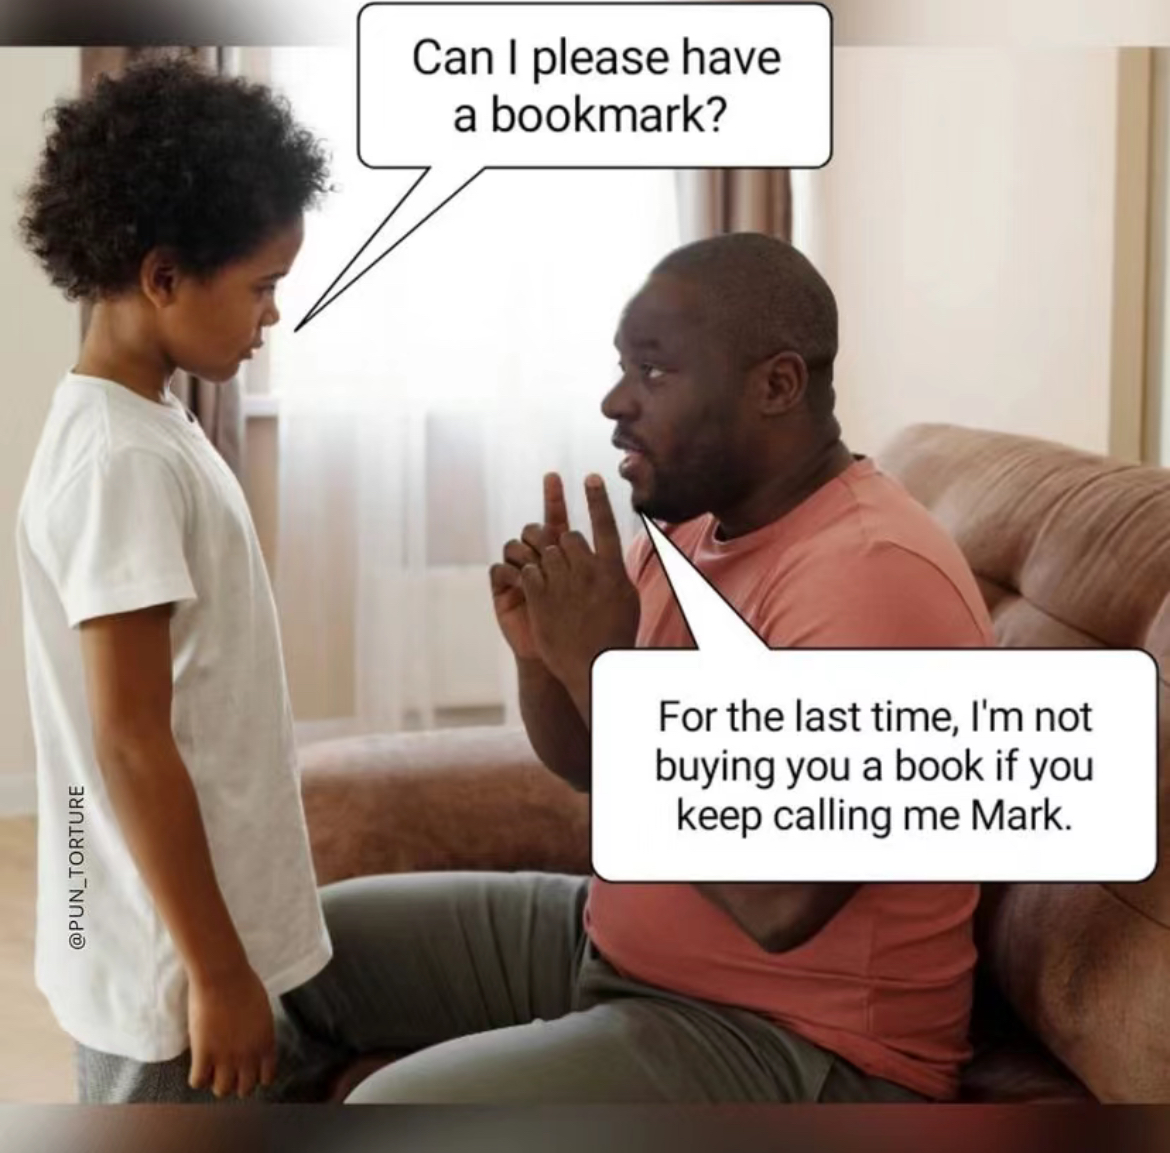 Can I please have
a bookmark?
For the last time, I'm not
buying you a book if you
keep calling me Mark.
@PUN_TORTURE